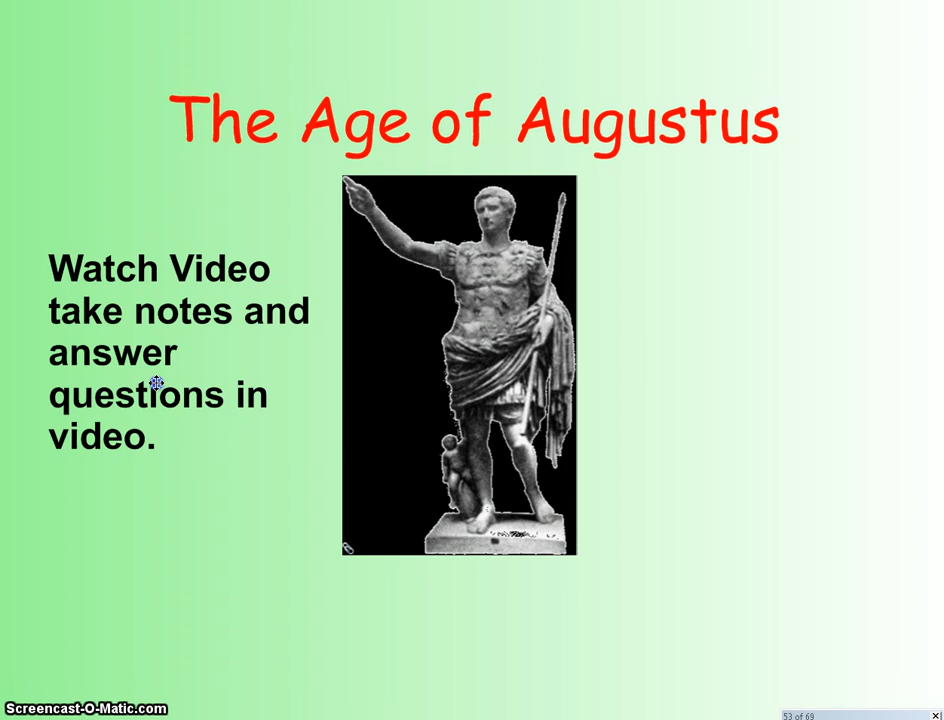 The Age of Augustus
Watch Video
take notes and
answer
questions in
video.
Screencast-O-Matic.com
53 of 69